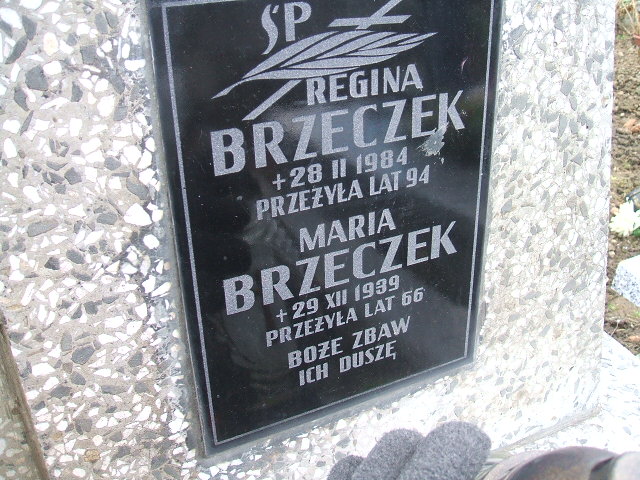 ŚP
REGINA
BRZECZEK
+28 II 1984
PRZEŻYŁA LAT 94
MARIA
BRZECZEK
+29 XII 1939
PRZEŻYŁA LAT 66
BOŻE ZBAW
ICH DUSZĘ